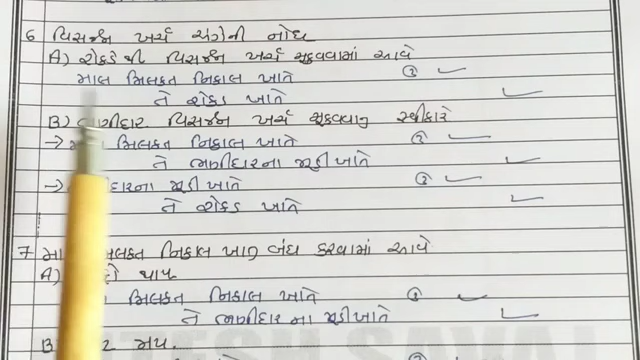 6 વિસર્જન ખર્ચ અંગેની નોંધ
A) રોકડેથી વિસર્જન ખર્ચ ચુકવવામાં આવે
માલ મિલકત નિકાલ ખાતે ઉ ✓
તે રોકડ ખાતે ✓
B) ભાગીદાર વિસર્જન ખર્ચ ચુકવવાનુ સ્વીકારે
→ મિલકત નિકાલ ખાતે ઉ ✓
તે ભાગીદારના મૂડી ખાતે ✓
→ દારના મૂડી ખાતે ઉ ✓
તે રોકડ ખાતે ✓
7 મા મિલકત નિકાલ ખાતુ બંધ કરવામાં આવે
A) થાય
મિલકત નિકાલ ખાતે ઉ ✓
તે ભાગીદાર ના મૂડી ખાતે ✓
B